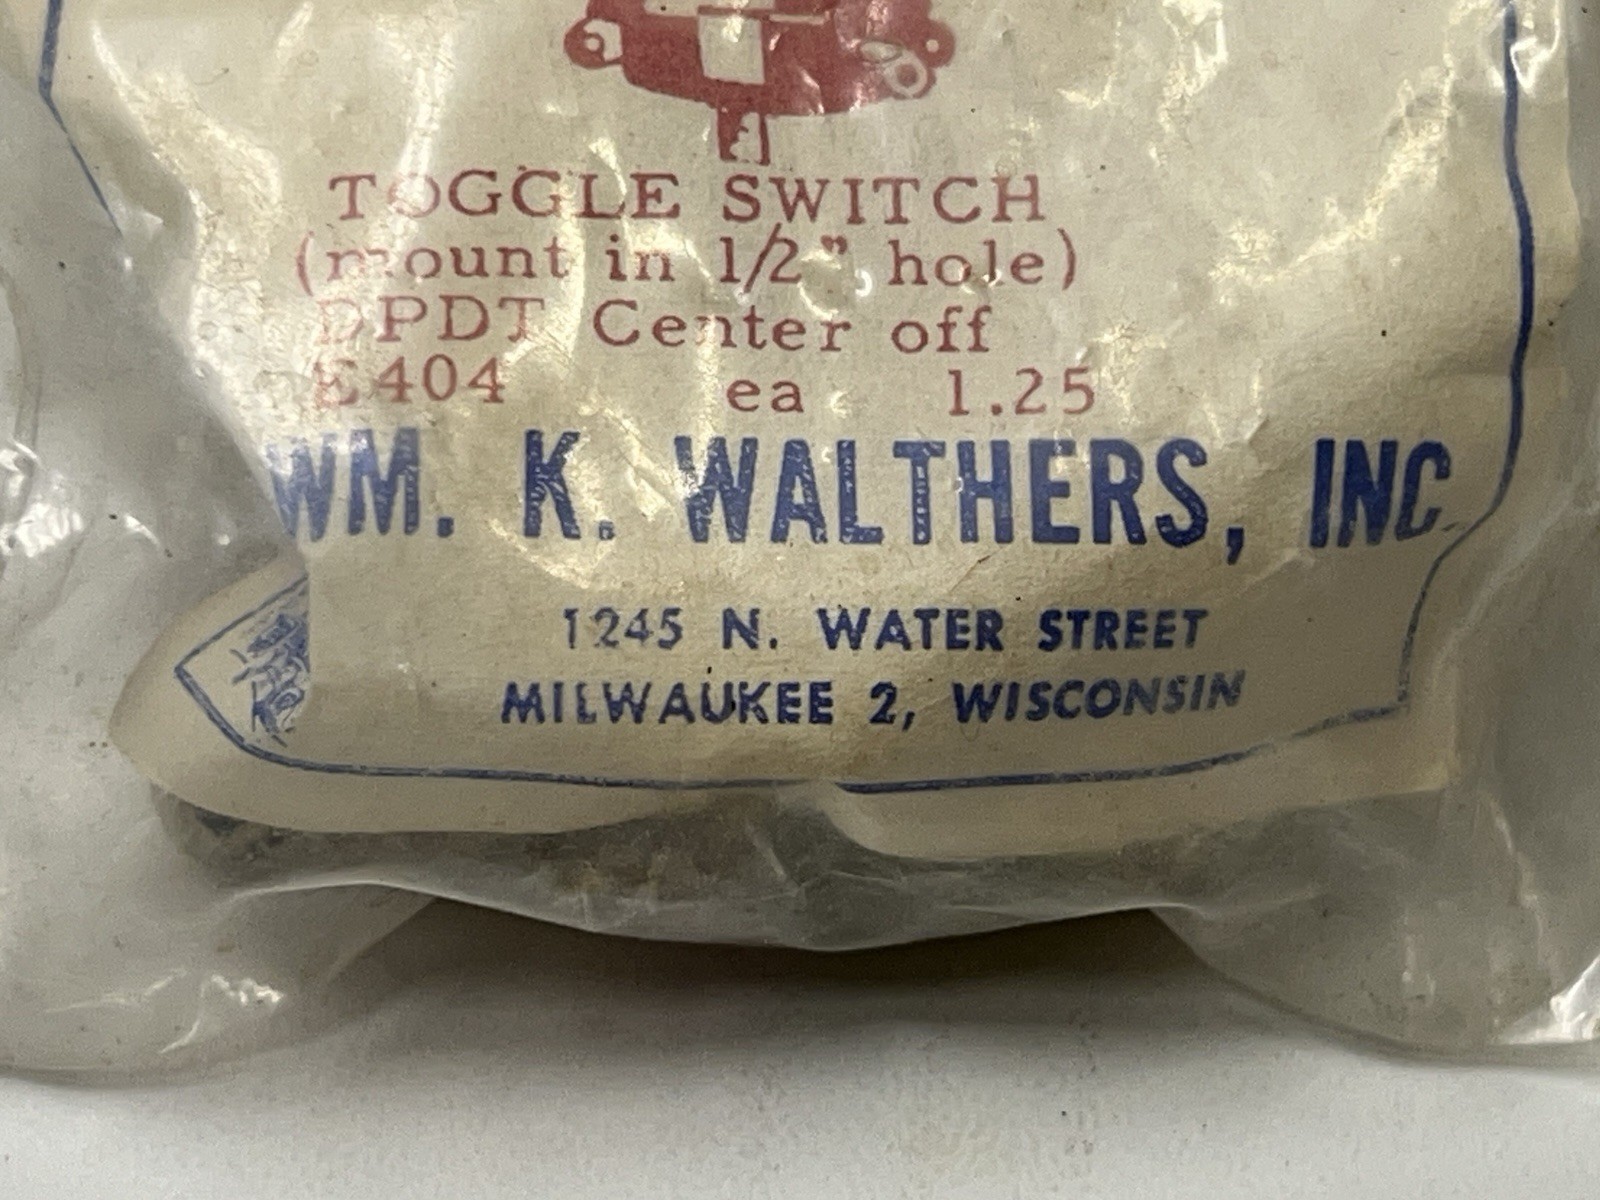 TOGGLE SWITCH
(mount in 1/2" hole)
DPDT Center off
E404 ea 1.25
WM. K. WALTHERS, INC
1245 N. WATER STREET
MILWAUKEE 2, WISCONSIN